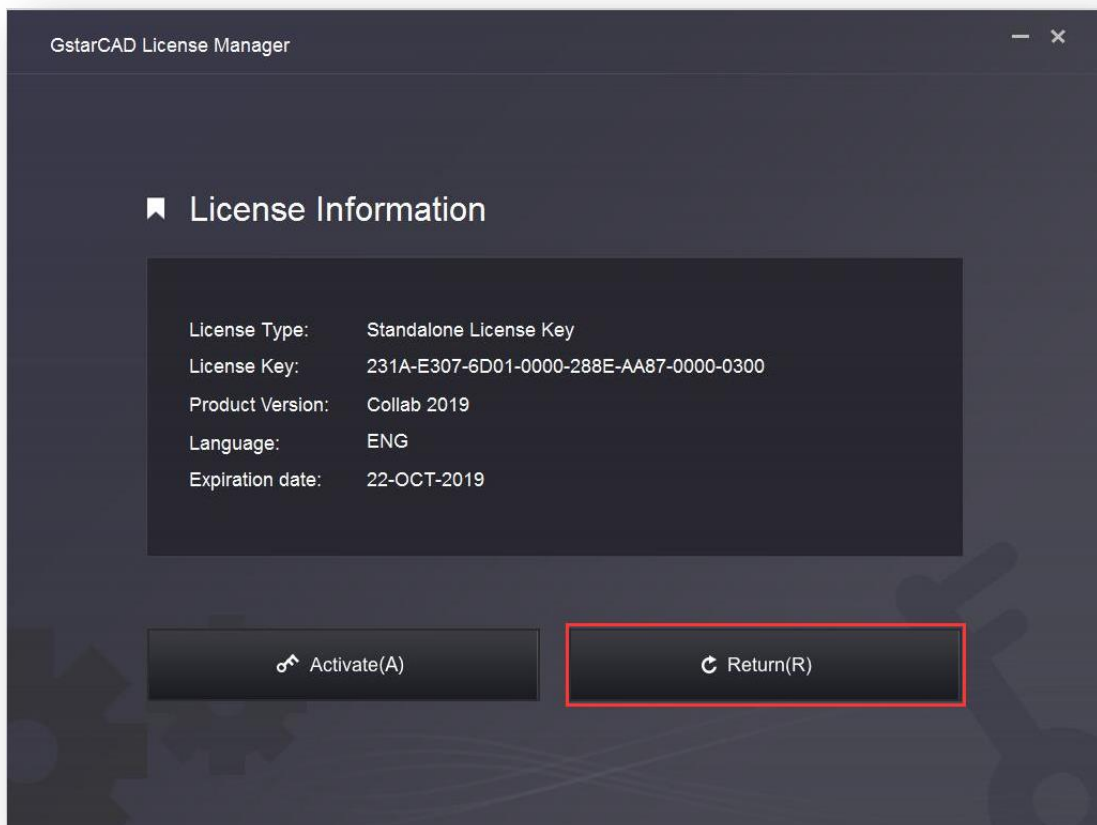 GstarCAD License Manager
License Information
License Type: Standalone License Key
License Key: 231A-E307-6D01-0000-288E-AA87-0000-0300
Product Version: Collab 2019
Language: ENG
Expiration date: 22-OCT-2019
Activate(A) Return(R)